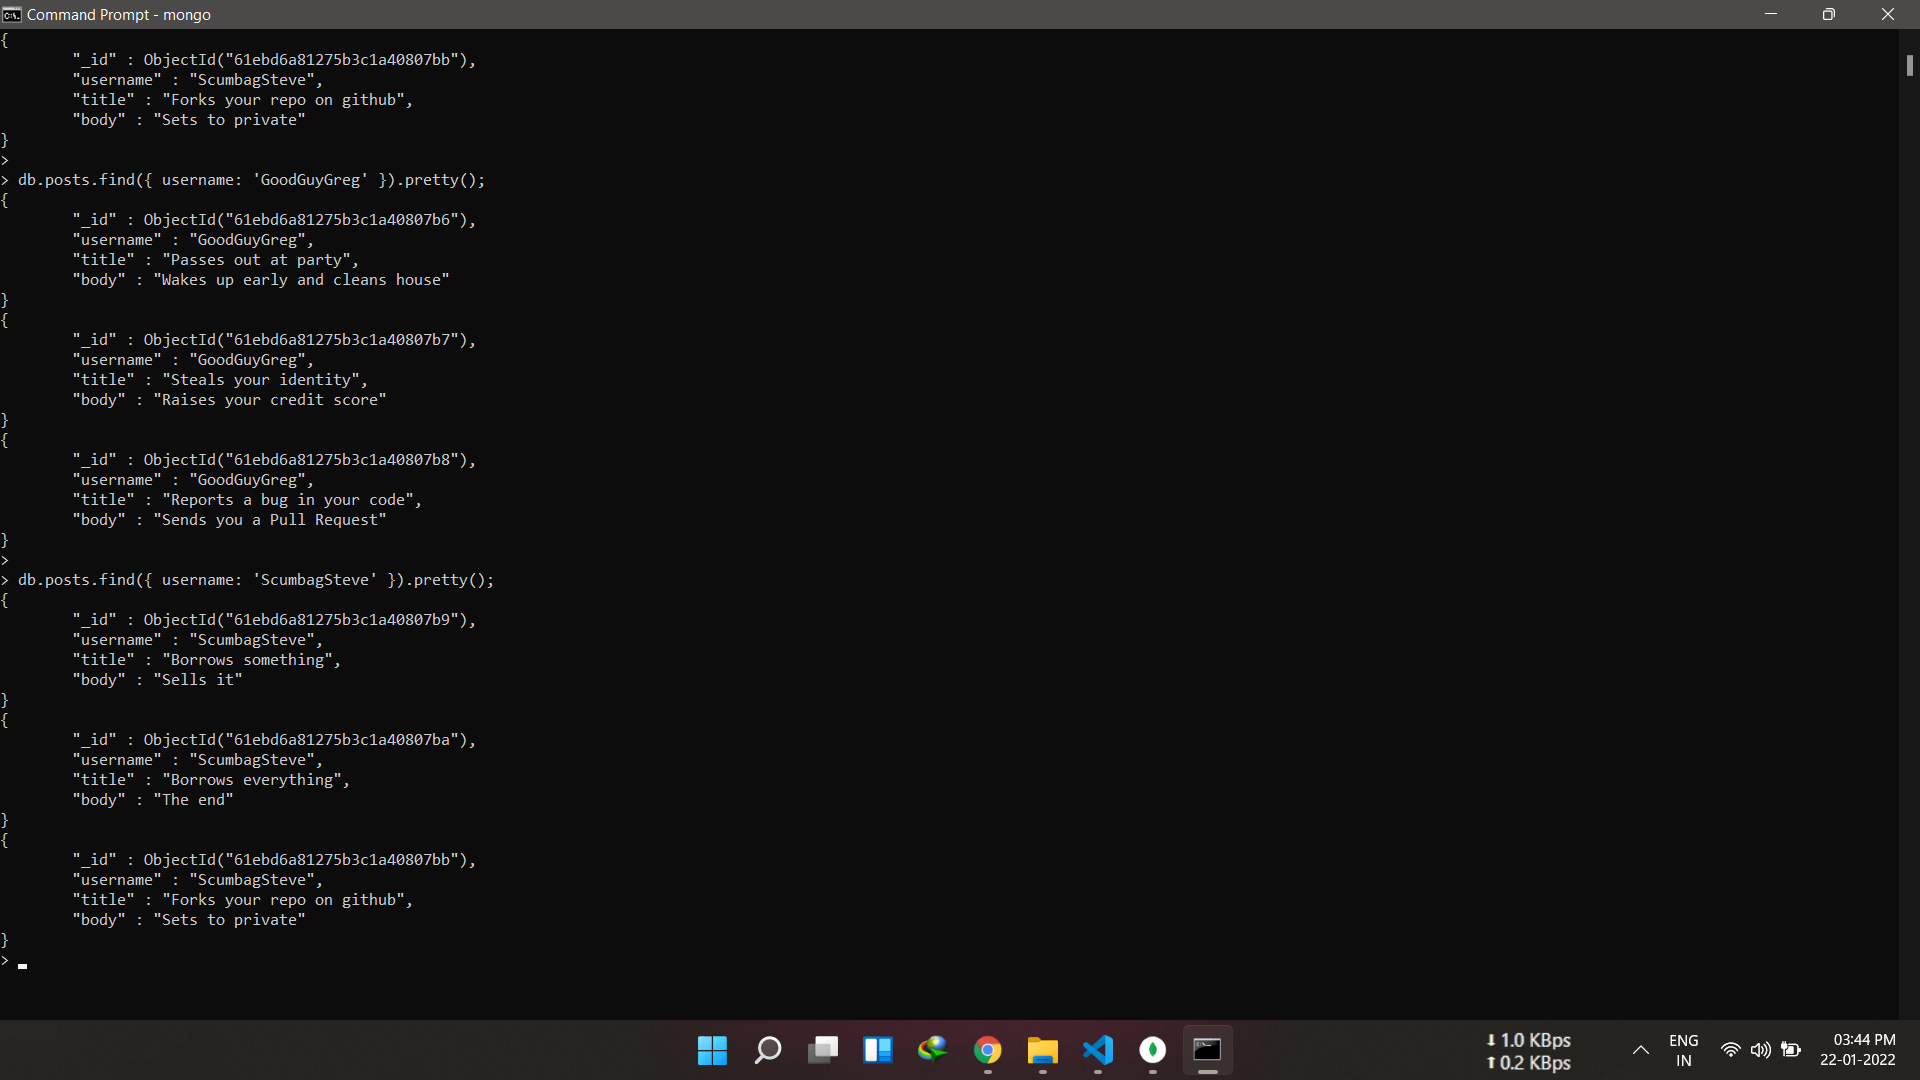 Command Prompt - mongo
{
"_id" : ObjectId("61ebd6a81275b3c1a40807bb"),
"username" : "ScumbagSteve",
"title" : "Forks your repo on github",
"body" : "Sets to private"
}
>
> db.posts.find({ username: 'GoodGuyGreg' }).pretty();
{
"_id" : ObjectId("61ebd6a81275b3c1a40807b6"),
"username" : "GoodGuyGreg",
"title" : "Passes out at party",
"body" : "Wakes up early and cleans house"
}
{
"_id" : ObjectId("61ebd6a81275b3c1a40807b7"),
"username" : "GoodGuyGreg",
"title" : "Steals your identity",
"body" : "Raises your credit score"
}
{
"_id" : ObjectId("61ebd6a81275b3c1a40807b8"),
"username" : "GoodGuyGreg",
"title" : "Reports a bug in your code",
"body" : "Sends you a Pull Request"
}
>
> db.posts.find({ username: 'ScumbagSteve' }).pretty();
{
"_id" : ObjectId("61ebd6a81275b3c1a40807b9"),
"username" : "ScumbagSteve",
"title" : "Borrows something",
"body" : "Sells it"
}
{
"_id" : ObjectId("61ebd6a81275b3c1a40807ba"),
"username" : "ScumbagSteve",
"title" : "Borrows everything",
"body" : "The end"
}
{
"_id" : ObjectId("61ebd6a81275b3c1a40807bb"),
"username" : "ScumbagSteve",
"title" : "Forks your repo on github",
"body" : "Sets to private"
}
>
1.0 KBps
0.2 KBps
ENG
IN
03:44 PM
22-01-2022